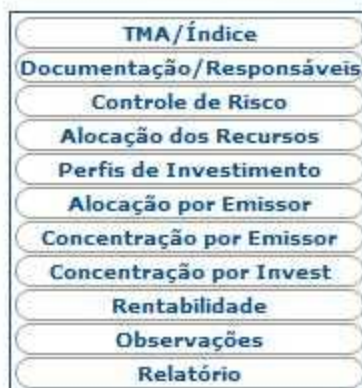 TMA/Índice
Documentação/Responsáveis
Controle de Risco
Alocação dos Recursos
Perfis de Investimento
Alocação por Emissor
Concentração por Emissor
Concentração por Invest
Rentabilidade
Observações
Relatório